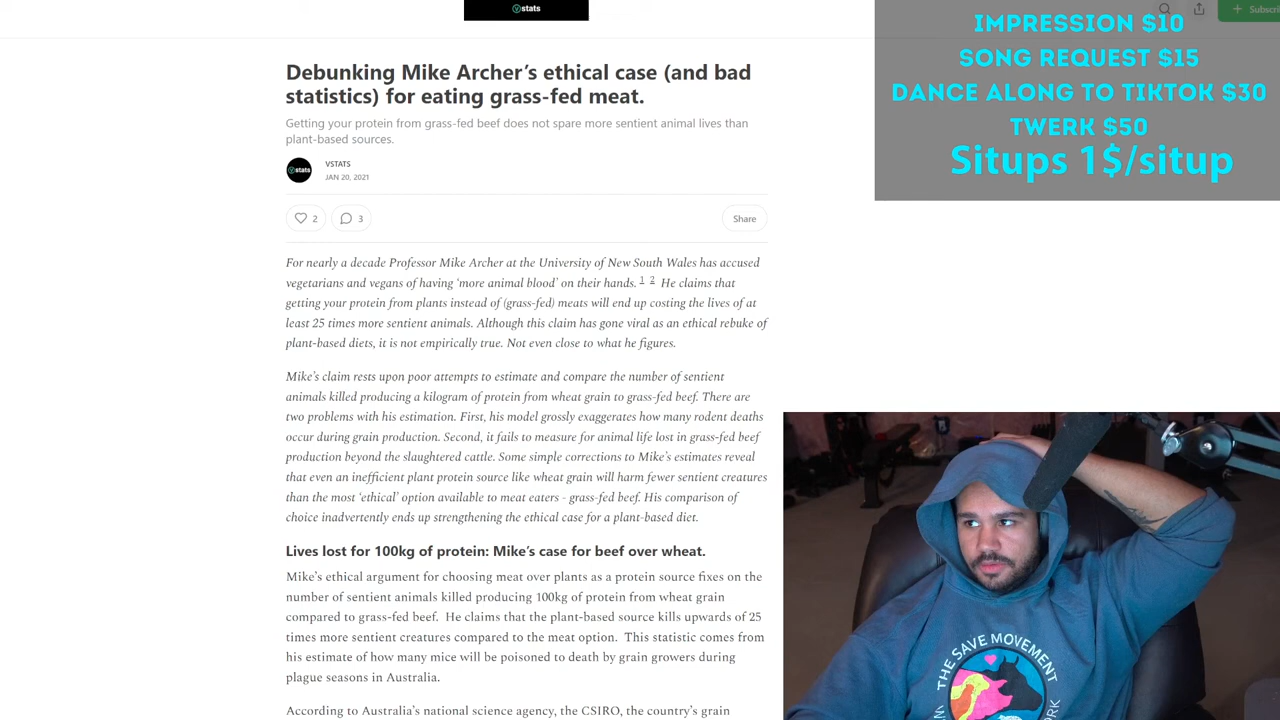 vstats
Subscri
IMPRESSION $10
SONG REQUEST $15
DANCE ALONG TO TIKTOK $30
TWERK $50
Situps 1$/situp
Debunking Mike Archer’s ethical case (and bad
statistics) for eating grass-fed meat.
Getting your protein from grass-fed beef does not spare more sentient animal lives than
plant-based sources.
vstats
VSTATS
JAN 20, 2021
2
3
Share
For nearly a decade Professor Mike Archer at the University of New South Wales has accused
vegetarians and vegans of having ‘more animal blood’ on their hands. 1 2 He claims that
getting your protein from plants instead of (grass-fed) meats will end up costing the lives of at
least 25 times more sentient animals. Although this claim has gone viral as an ethical rebuke of
plant-based diets, it is not empirically true. Not even close to what he figures.
Mike’s claim rests upon poor attempts to estimate and compare the number of sentient
animals killed producing a kilogram of protein from wheat grain to grass-fed beef. There are
two problems with his estimation. First, his model grossly exaggerates how many rodent deaths
occur during grain production. Second, it fails to measure for animal life lost in grass-fed beef
production beyond the slaughtered cattle. Some simple corrections to Mike’s estimates reveal
that even an inefficient plant protein source like wheat grain will harm fewer sentient creatures
than the most ‘ethical’ option available to meat eaters - grass-fed beef. His comparison of
choice inadvertently ends up strengthening the ethical case for a plant-based diet.
Lives lost for 100kg of protein: Mike’s case for beef over wheat.
Mike’s ethical argument for choosing meat over plants as a protein source fixes on the
number of sentient animals killed producing 100kg of protein from wheat grain
compared to grass-fed beef. He claims that the plant-based source kills upwards of 25
times more sentient creatures compared to the meat option. This statistic comes from
his estimate of how many mice will be poisoned to death by grain growers during
plague seasons in Australia.
According to Australia’s national science agency, the CSIRO, the country’s grain
THE SAVE MOVEMENT